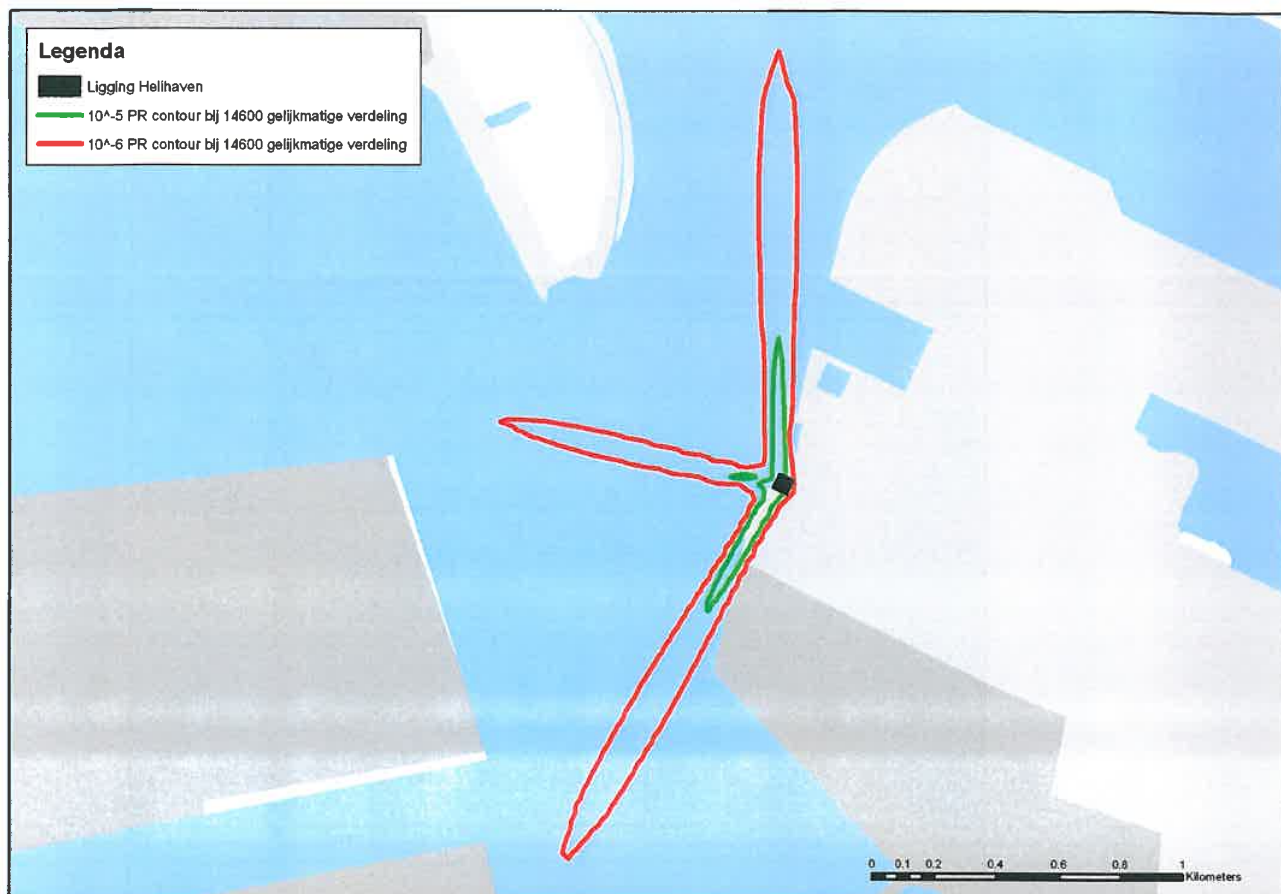 Legenda
Ligging Helihaven
10^-5 PR contour bij 14600 gelijkmatige verdeling
10^-6 PR contour bij 14600 gelijkmatige verdeling
0 0.1 0.2 0.4 0.6 0.8 1
Kilometers